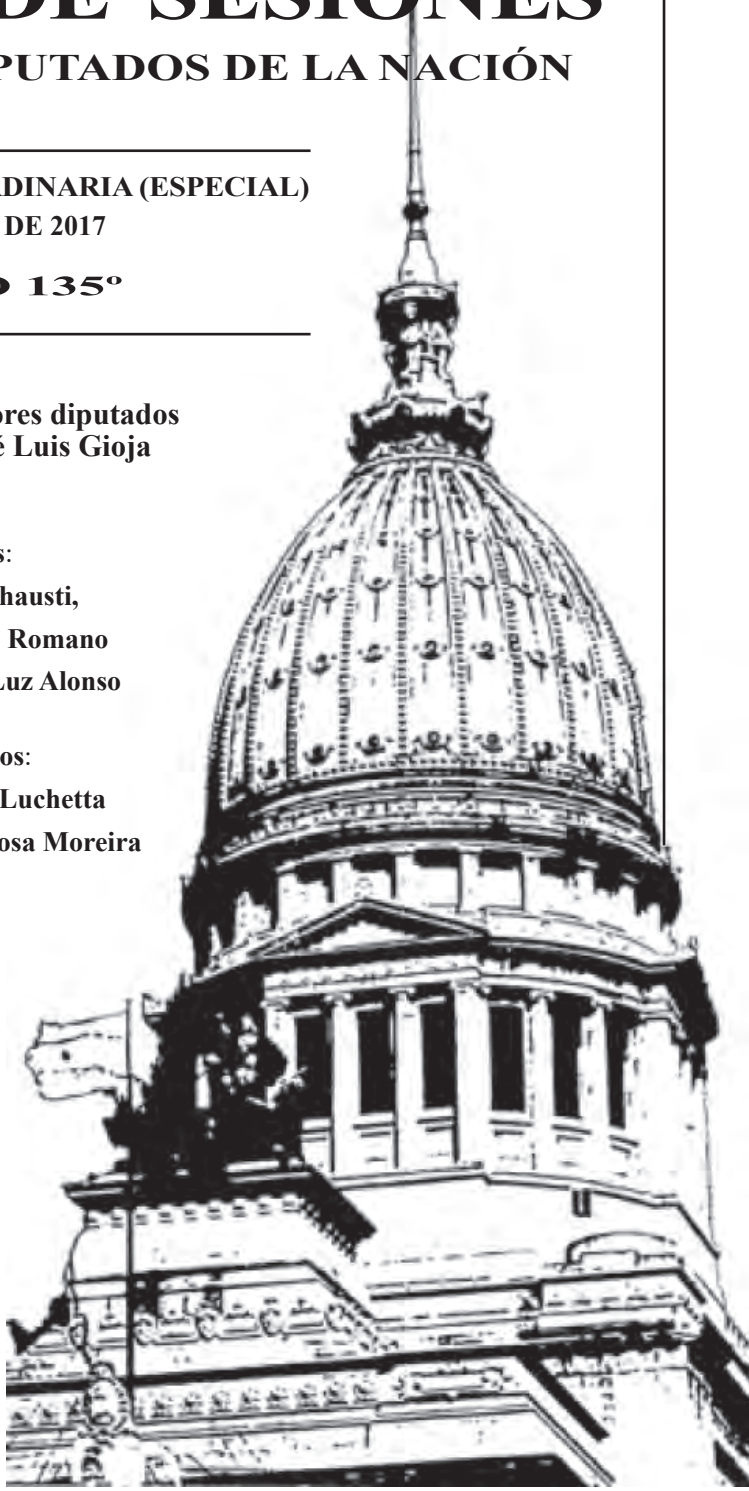 DE SESIONES
PUTADOS DE LA NACIÓN
DINARIA (ESPECIAL)
DE 2017
135º
ores diputados
é Luis Gioja
s:
hausti,
Romano
Luz Alonso
os:
Luchetta
osa Moreira